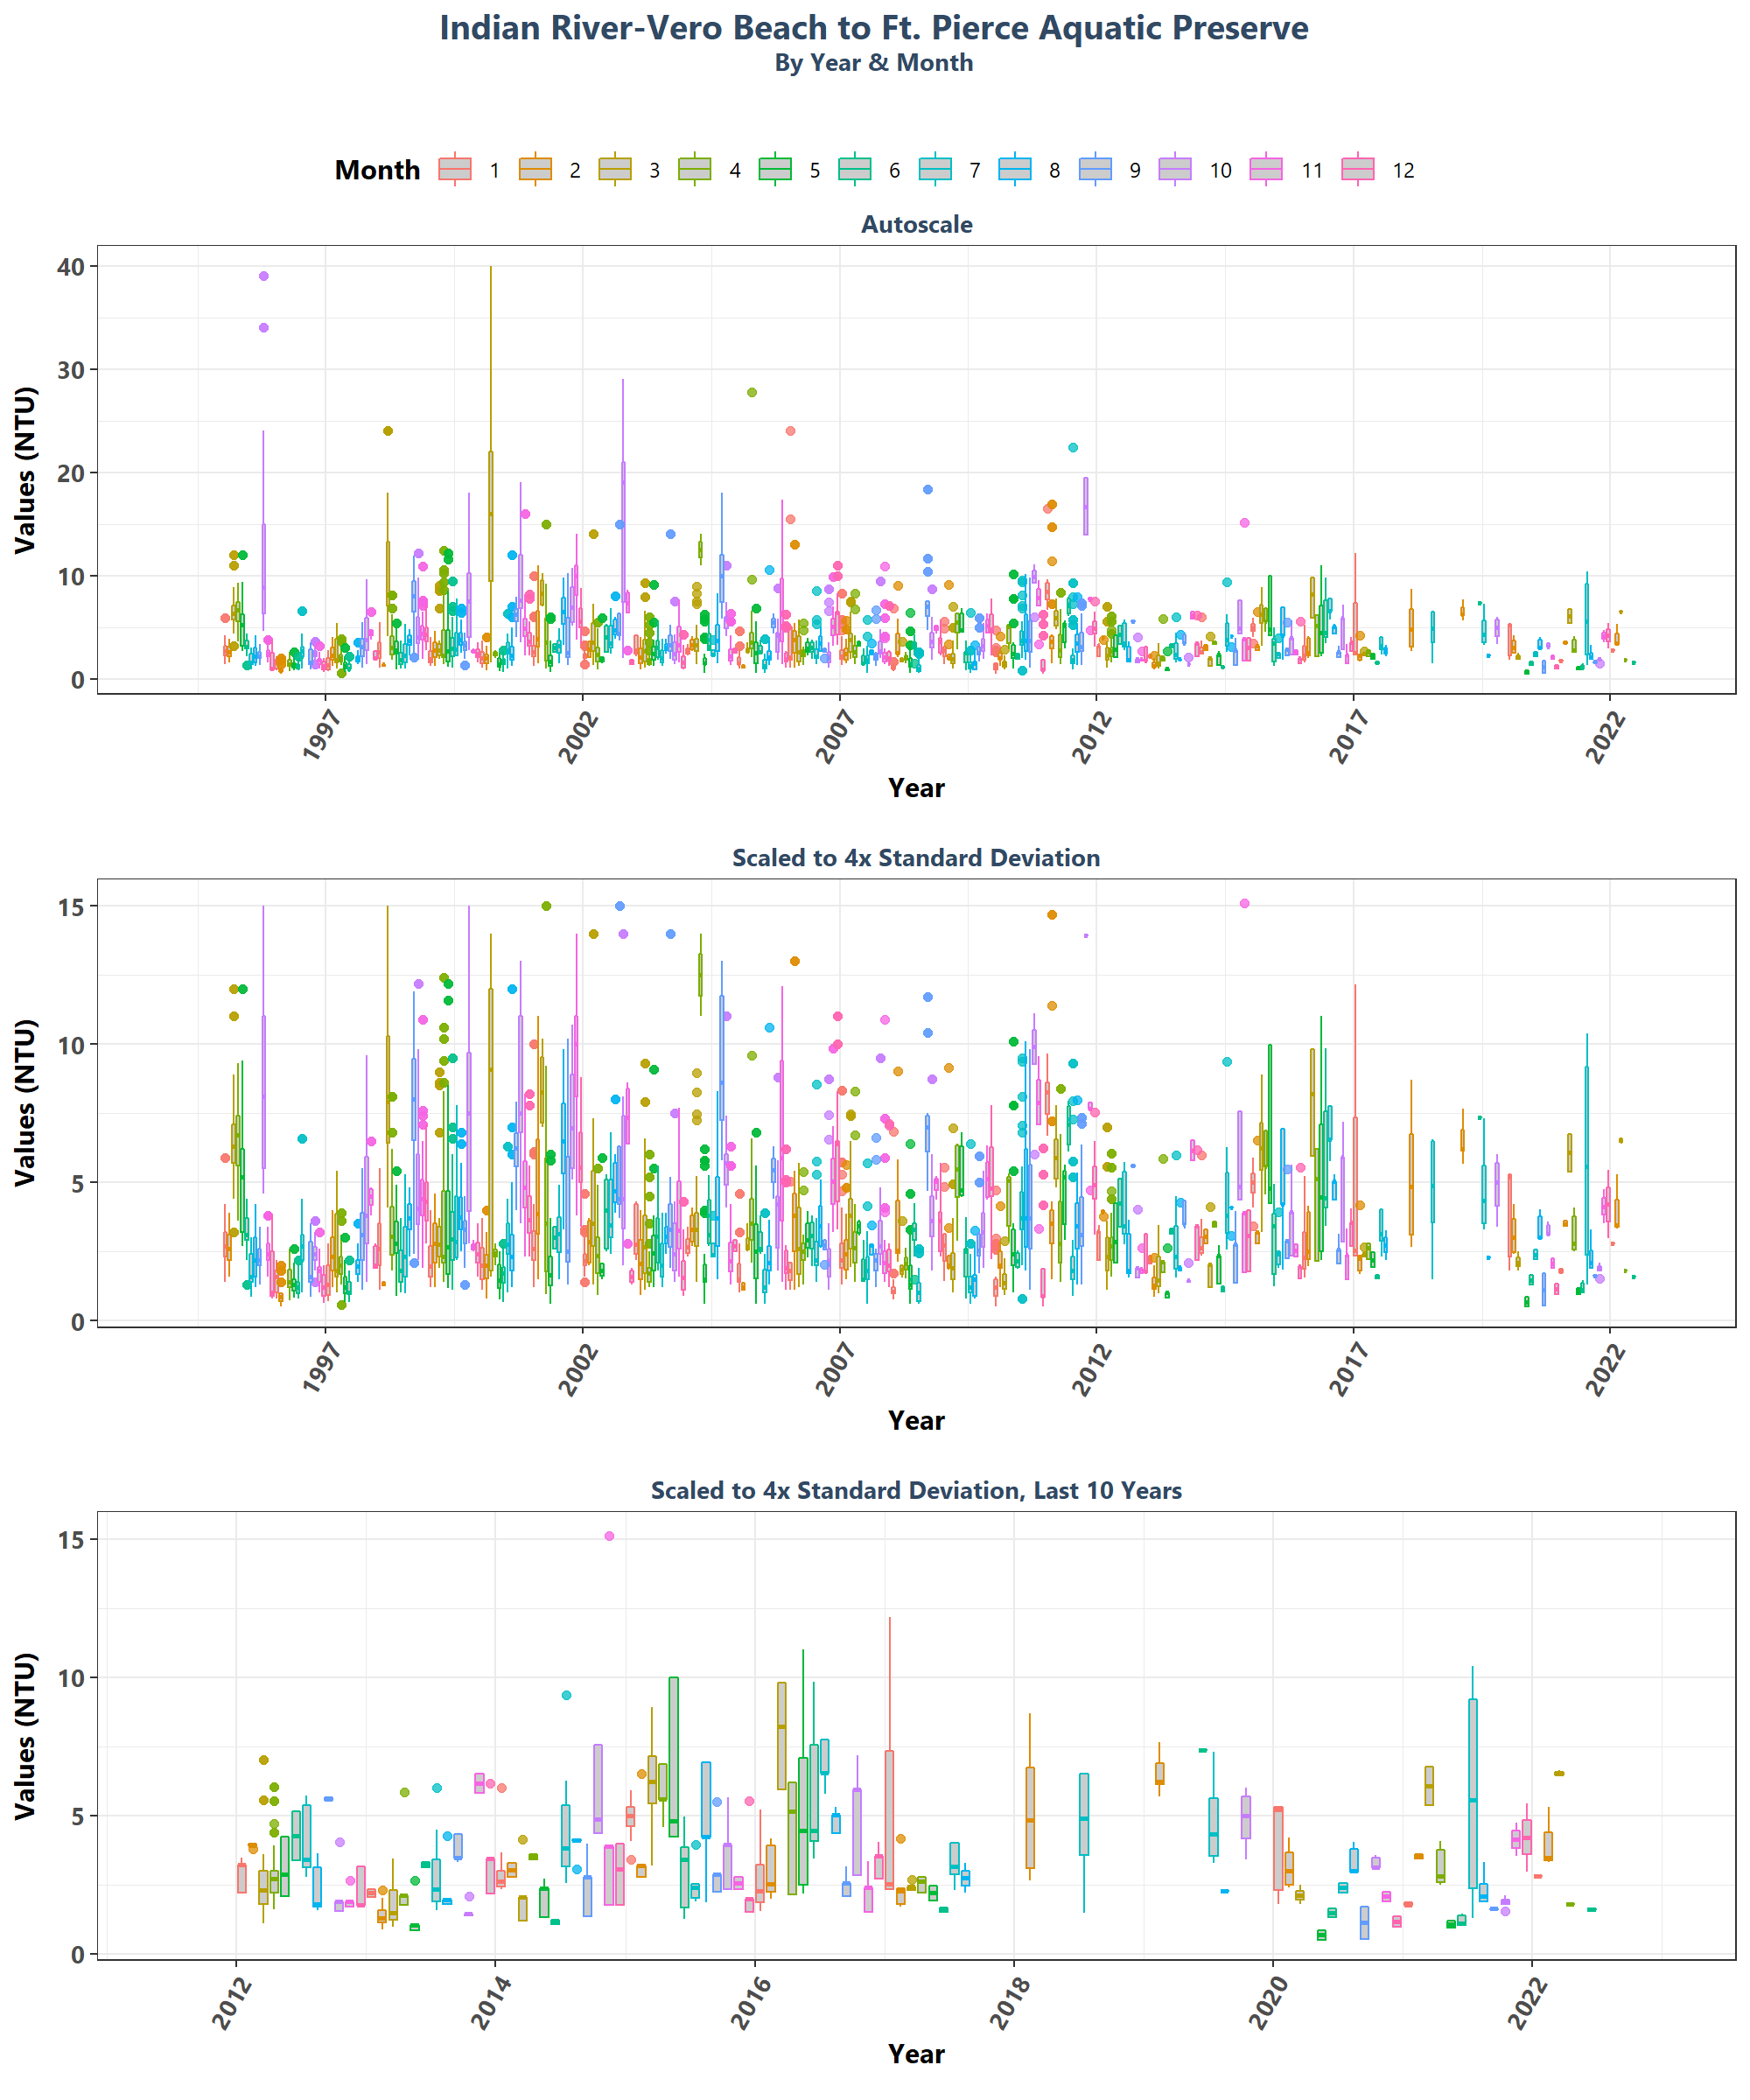 Indian River-Vero Beach to Ft. Pierce Aquatic Preserve
By Year & Month
Month 1 2 3 4 5 6 7 8 9 10 11 12
Autoscale
Values (NTU)
40
30
20
10
0
1997 2002 2007 2012 2017 2022
Year
Scaled to 4x Standard Deviation
Values (NTU)
15
10
5
0
1997 2002 2007 2012 2017 2022
Year
Scaled to 4x Standard Deviation, Last 10 Years
Values (NTU)
15
10
5
0
2012 2014 2016 2018 2020 2022
Year